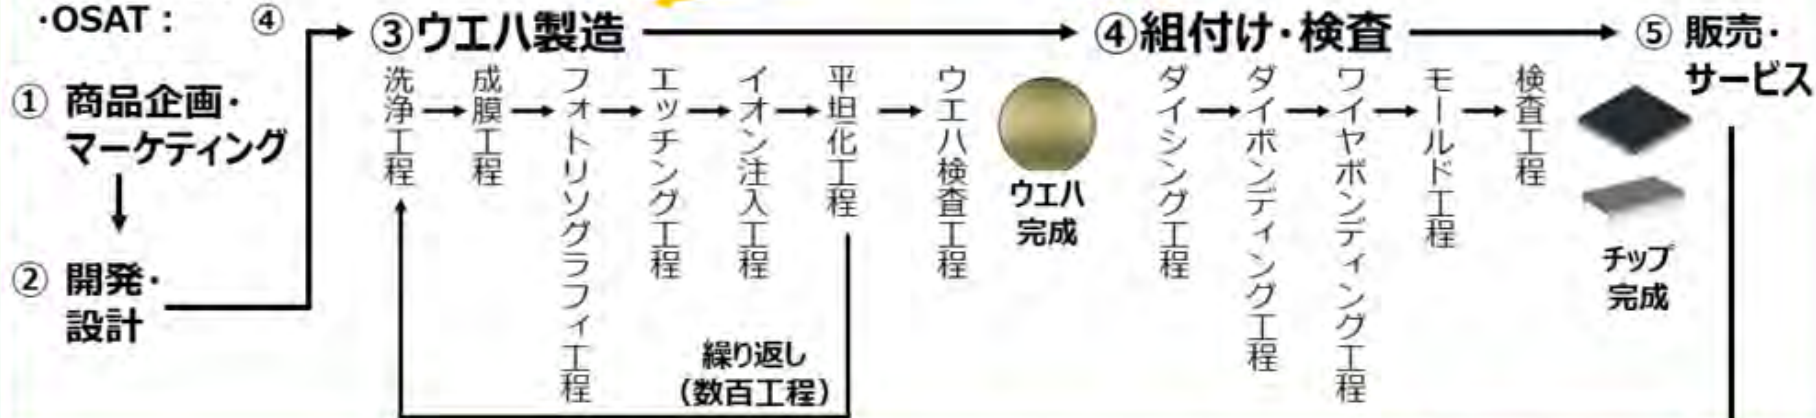 ・OSAT： ④
① 商品企画・
マーケティング
② 開発・
設計
③ウエハ製造
洗浄工程
成膜工程
フォトリソグラフィ工程
エッチング工程
イオン注入工程
平坦化工程
ウエハ検査工程
繰り返し
（数百工程）
ウエハ
完成
④組付け・検査
ダイシング工程
ダイボンディング工程
ワイヤボンディング工程
モールド工程
検査工程
チップ
完成
⑤ 販売・
サービス